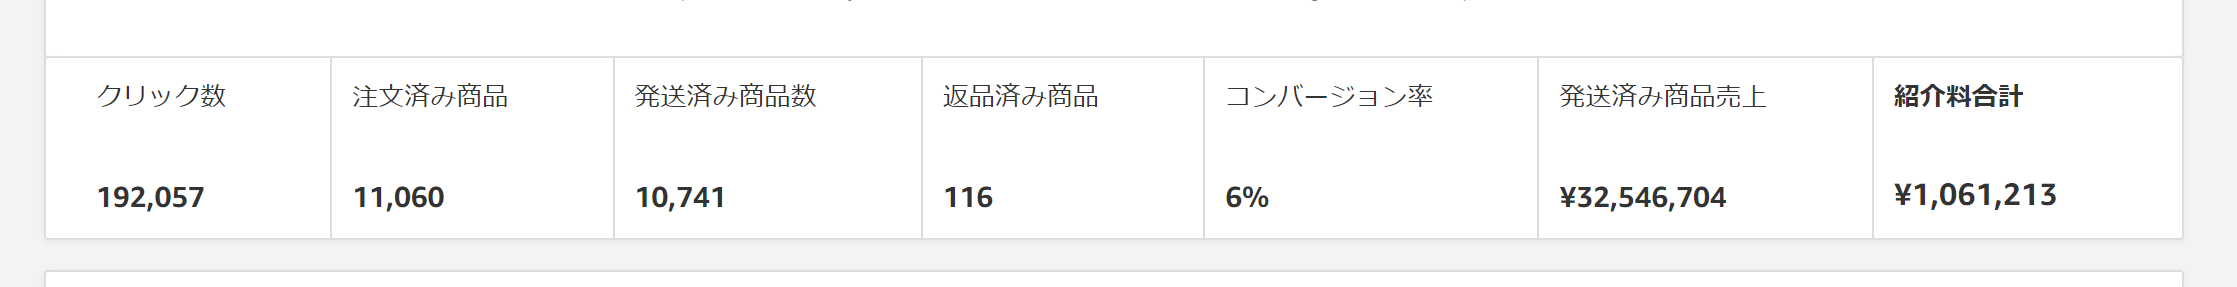 クリック数
注文済み商品
発送済み商品数
返品済み商品
コンバージョン率
発送済み商品売上
紹介料合計
192,057
11,060
10,741
116
6%
¥32,546,704
¥1,061,213